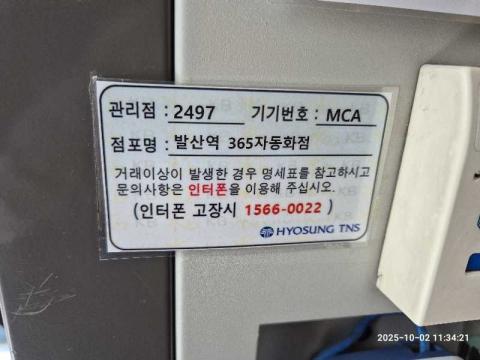 관리점 : 2497 기기번호 : MCA
점포명 : 발산역 365자동화점
거래이상이 발생한 경우 명세표를 참고하시고
문의사항은 인터폰을 이용해 주십시오.
(인터폰 고장시 1566-0022 )
HYOSUNG TNS
2025-10-02 11:34:21